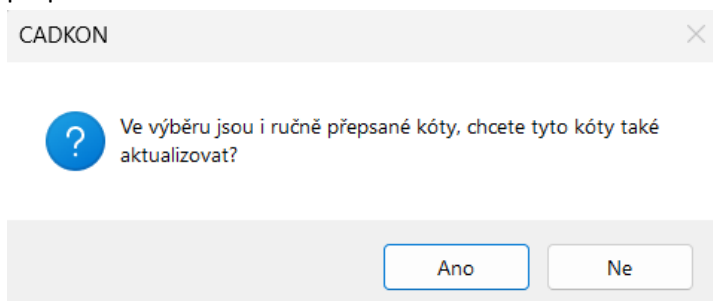 CADKON
Ve výběru jsou i ručně přepsané kóty, chcete tyto kóty také
aktualizovat?
Ano
Ne